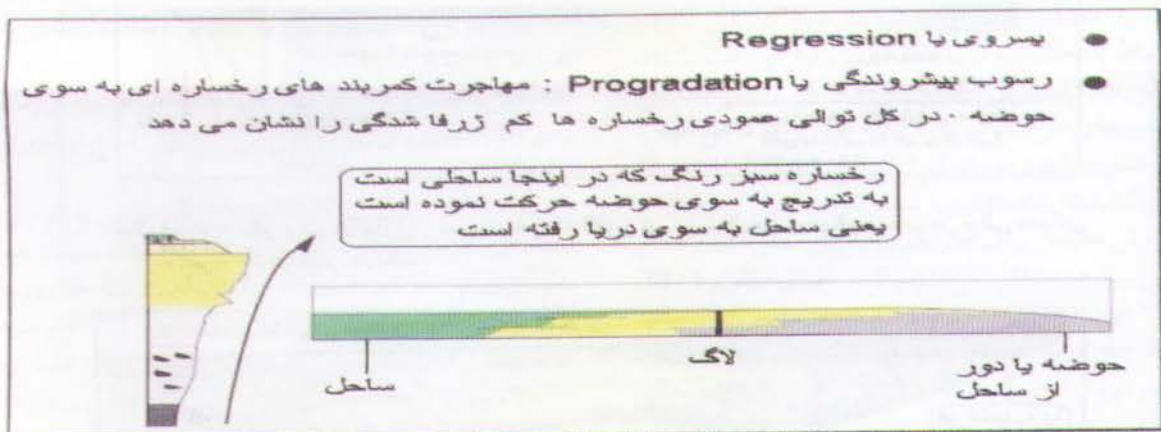 پسروی یا Regression
رسوب پیشروندگی یا Progradation : مهاجرت کمربند های رخساره ای به سوی
حوضه . در کل توالی عمودی رخساره ها کم ژرفا شدگی را نشان می دهد
رخساره سبز رنگ که در اینجا ساحلی است
به تدریج به سوی حوضه حرکت نموده است
یعنی ساحل به سوی دریا رفته است
لاگ
ساحل
حوضه یا دور
از ساحل